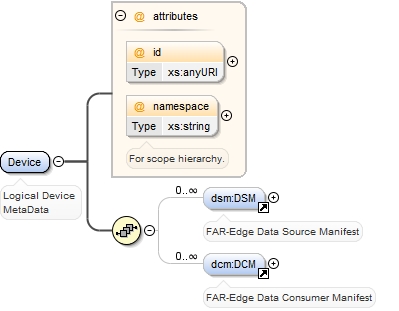 @ attributes
@ id
Type xs:anyURI
@ namespace
Type xs:string
For scope hierarchy.
Device
Logical Device
MetaData
0..∞
dsm:DSM
FAR-Edge Data Source Manifest
0..∞
dcm:DCM
FAR-Edge Data Consumer Manifest